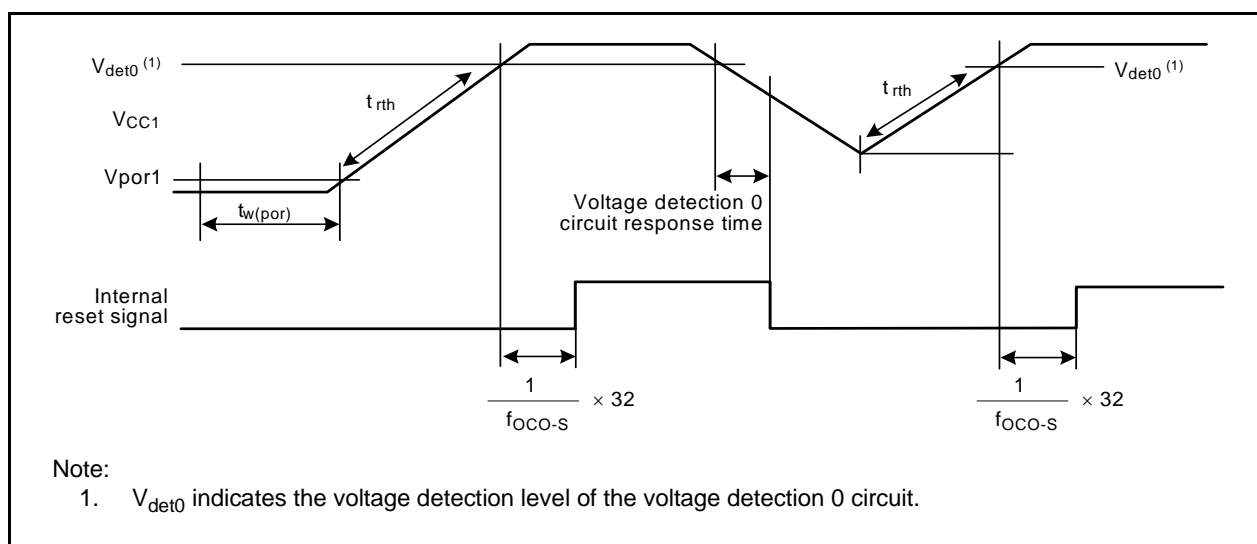 Vdet0 (1)
trth
VCC1
Vpor1
tw(por)
Voltage detection 0
circuit response time
trth
Vdet0 (1)
Internal
reset signal
1
fOCO-S
× 32
1
fOCO-S
× 32
Note:
1. Vdet0 indicates the voltage detection level of the voltage detection 0 circuit.